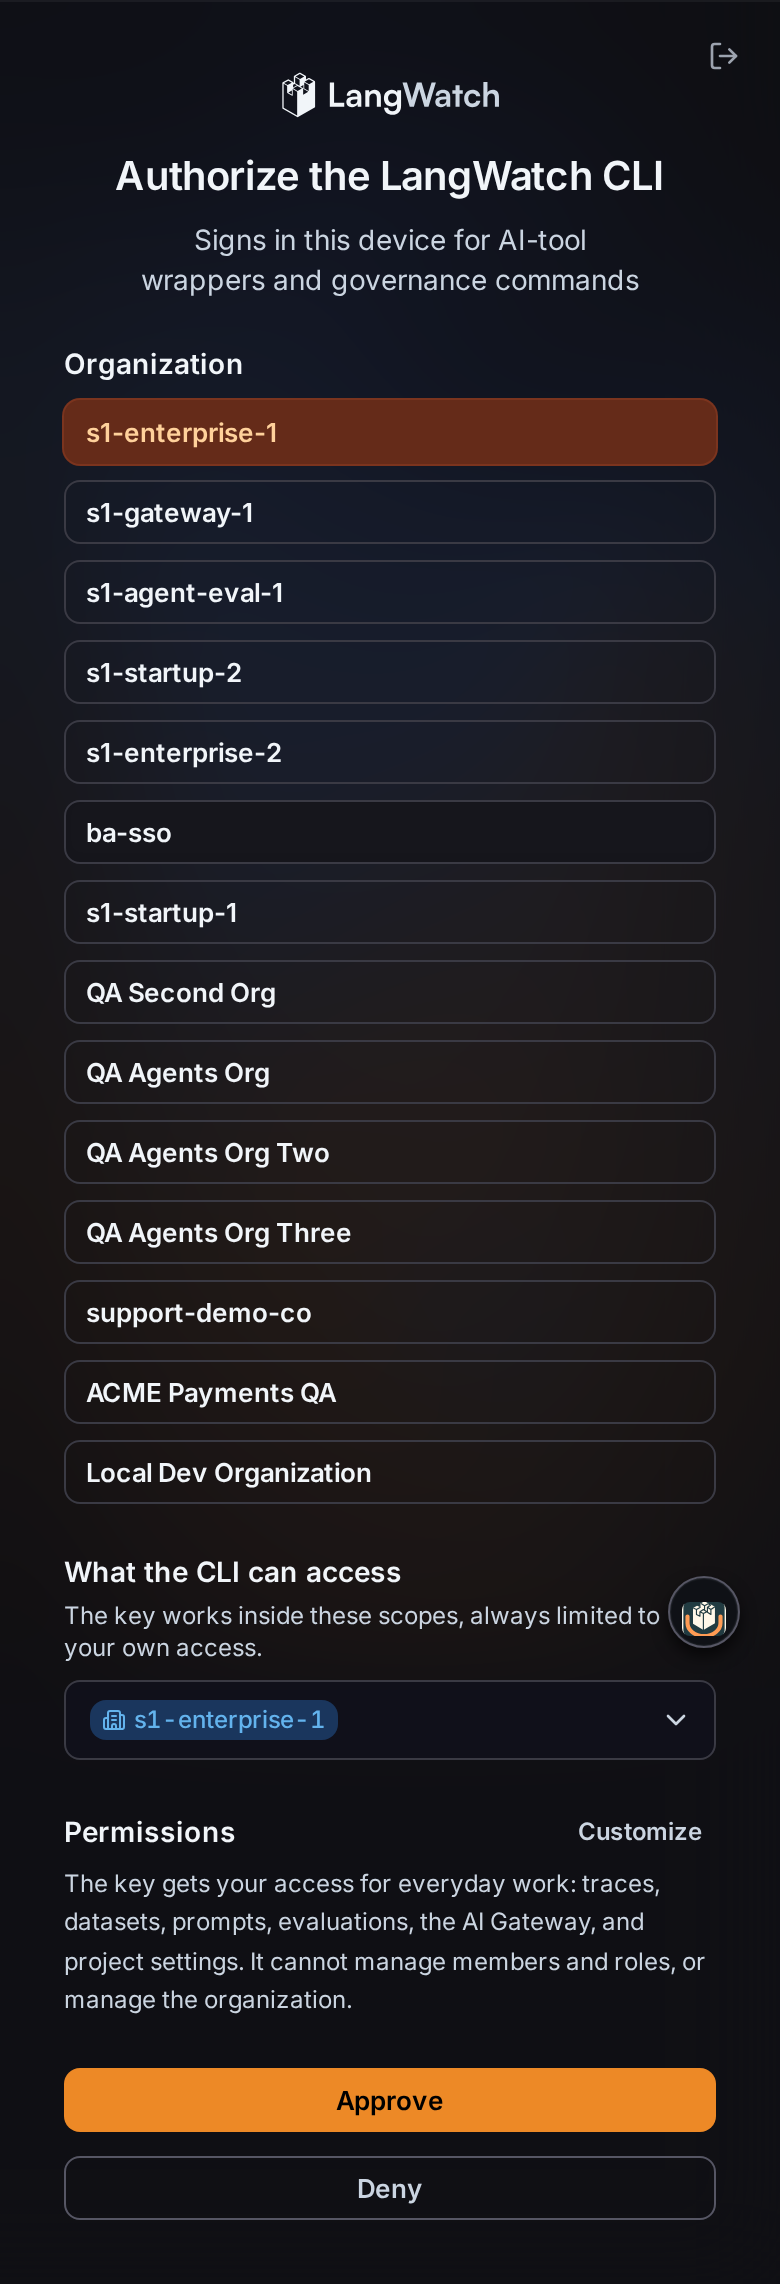 LangWatch
Authorize the LangWatch CLI
Signs in this device for AI-tool
wrappers and governance commands
Organization
s1-enterprise-1
s1-gateway-1
s1-agent-eval-1
s1-startup-2
s1-enterprise-2
ba-sso
s1-startup-1
QA Second Org
QA Agents Org
QA Agents Org Two
QA Agents Org Three
support-demo-co
ACME Payments QA
Local Dev Organization
What the CLI can access
The key works inside these scopes, always limited to
your own access.
s1-enterprise-1
Permissions
Customize
The key gets your access for everyday work: traces,
datasets, prompts, evaluations, the AI Gateway, and
project settings. It cannot manage members and roles, or
manage the organization.
Approve
Deny